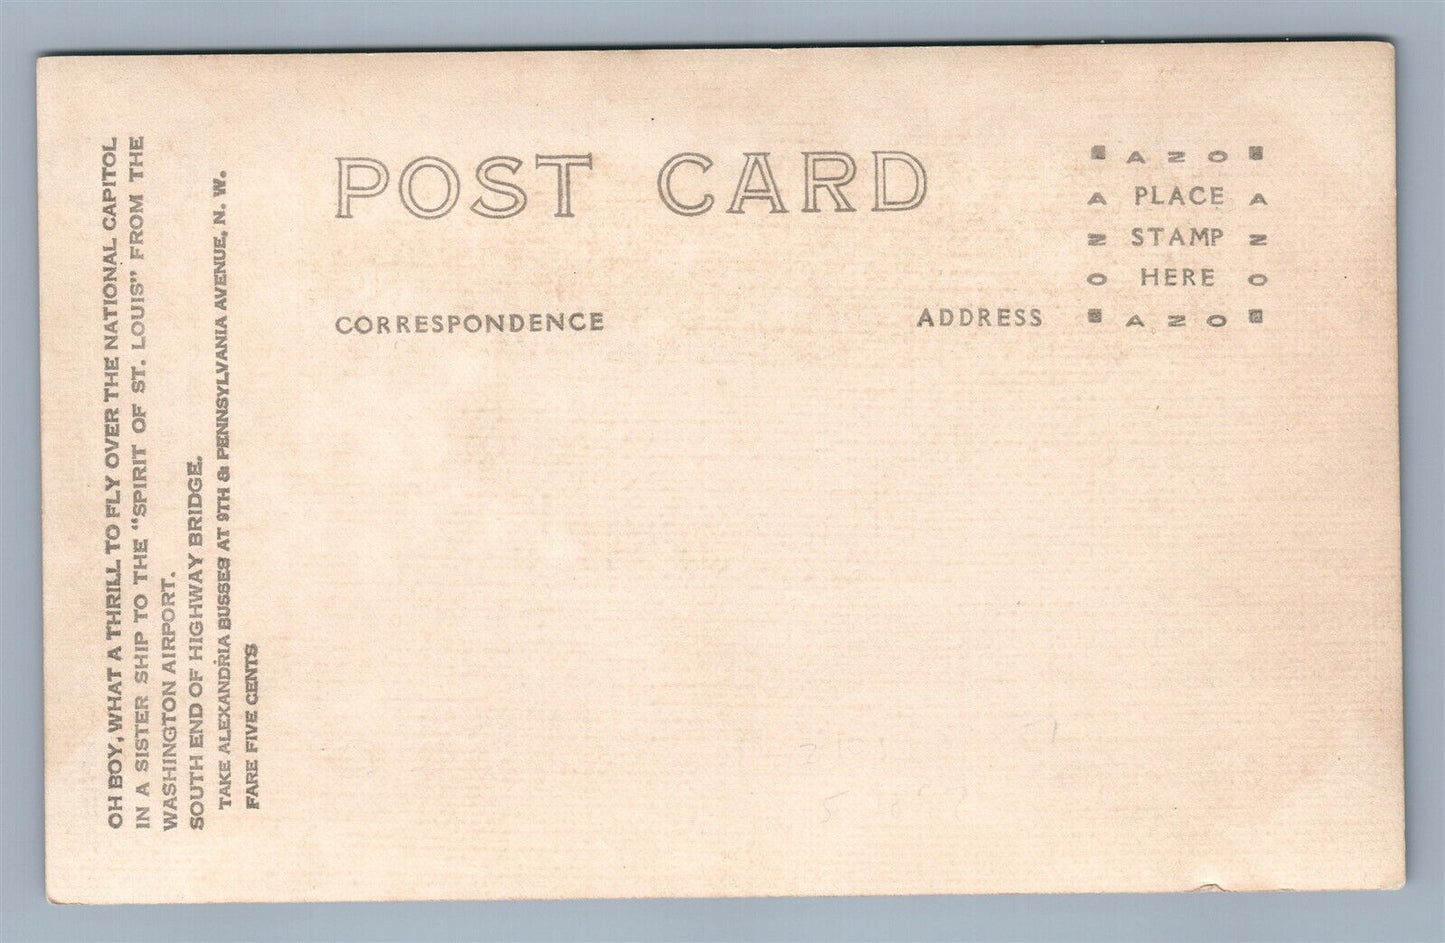 OH BOY, WHAT A THRILL TO FLY OVER THE NATIONAL CAPITOL
IN A SISTER SHIP TO THE "SPIRIT OF ST. LOUIS" FROM THE
WASHINGTON AIRPORT.
SOUTH END OF HIGHWAY BRIDGE.
TAKE ALEXANDRIA BUSSES AT 9TH & PENNSYLVANIA AVENUE, N. W.
FARE FIVE CENTS
POST CARD
CORRESPONDENCE
ADDRESS
AZO
PLACE
STAMP
HERE
AZO
AZO
AZO